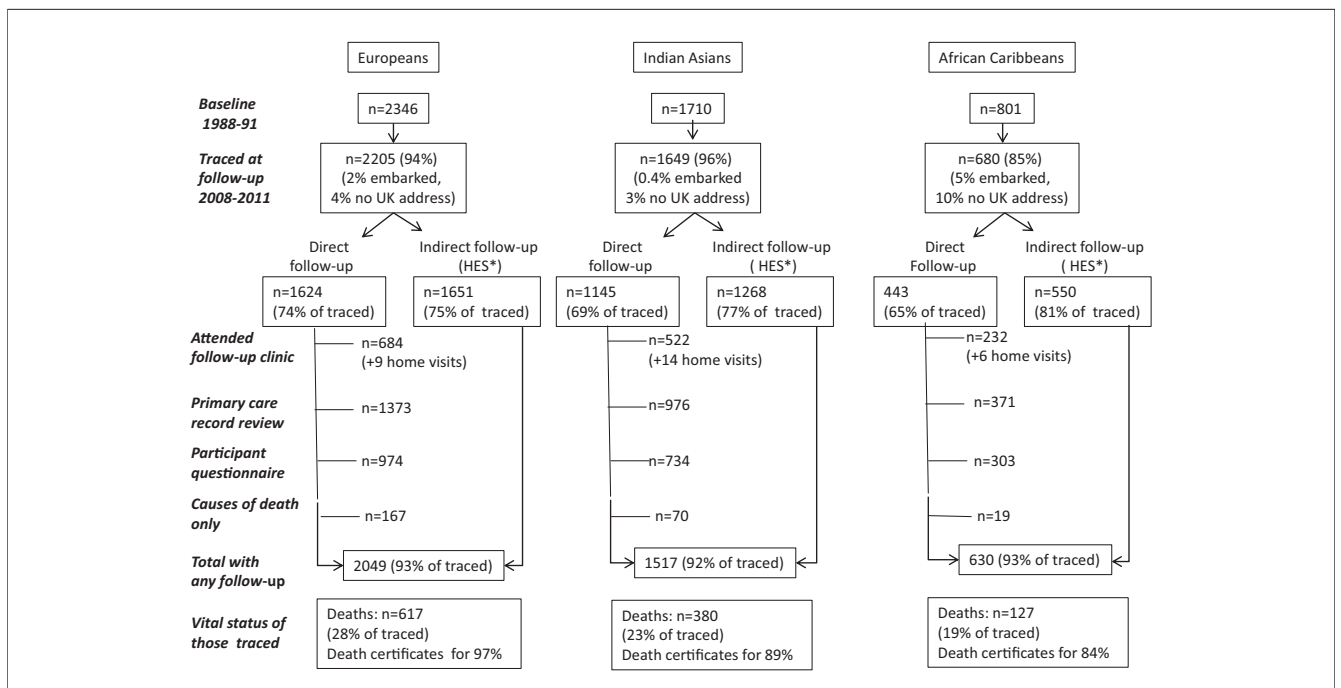 Europeans
Indian Asians
African Caribbeans
Baseline
1988-91
n=2346
n=1710
n=801
Traced at
follow-up
2008-2011
n=2205 (94%)
(2% embarked,
4% no UK address)
n=1649 (96%)
(0.4% embarked
3% no UK address)
n=680 (85%)
(5% embarked,
10% no UK address)
Direct
follow-up
Indirect follow-up
(HES*)
Direct
follow-up
Indirect follow-up
( HES*)
Direct
Follow-up
Indirect follow-up
( HES*)
n=1624
(74% of traced)
n=1651
(75% of traced)
n=1145
(69% of traced)
n=1268
(77% of traced)
443
(65% of traced)
n=550
(81% of traced)
Attended
follow-up clinic
n=684
(+9 home visits)
n=522
(+14 home visits)
n=232
(+6 home visits)
Primary care
record review
n=1373
n=976
n=371
Participant
questionnaire
n=974
n=734
n=303
Causes of death
only
n=167
n=70
n=19
Total with
any follow-up
2049 (93% of traced)
1517 (92% of traced)
630 (93% of traced)
Vital status of
those traced
Deaths: n=617
(28% of traced)
Death certificates for 97%
Deaths: n=380
(23% of traced)
Death certificates for 89%
Deaths: n=127
(19% of traced)
Death certificates for 84%